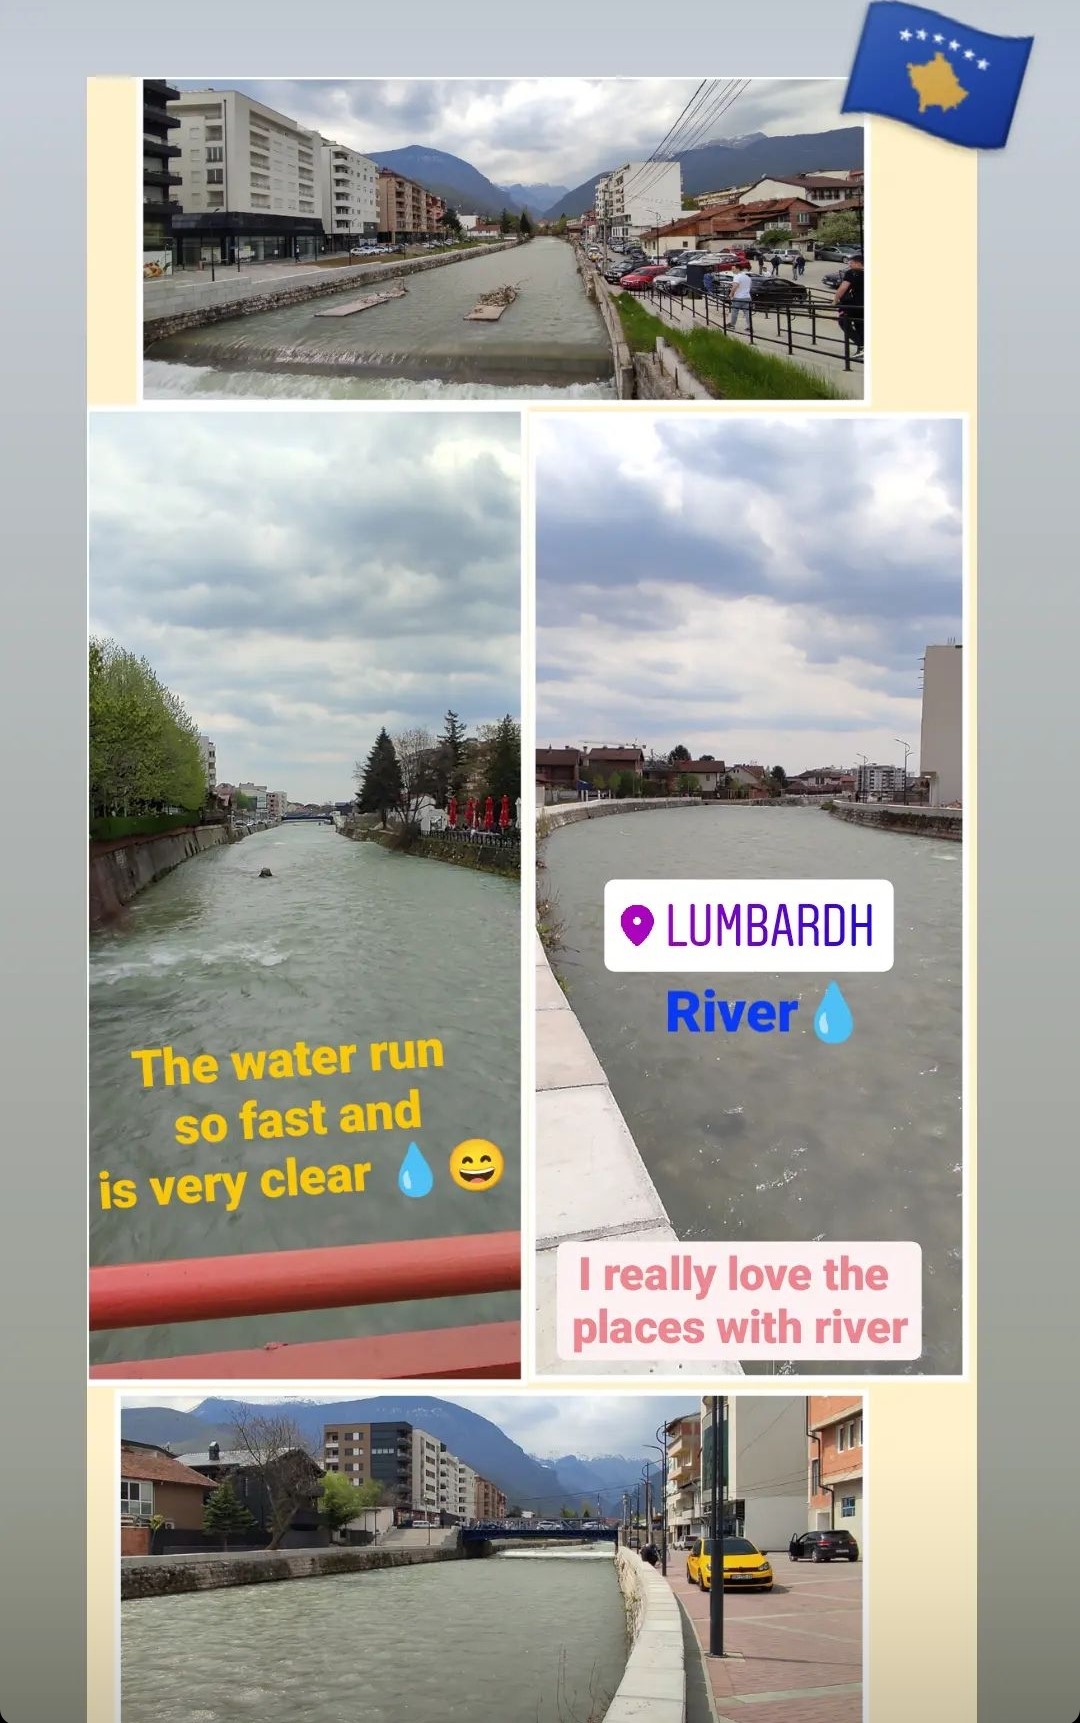 The water run
so fast and
is very clear 💧😄
LUMBARDH
River💧
I really love the
places with river